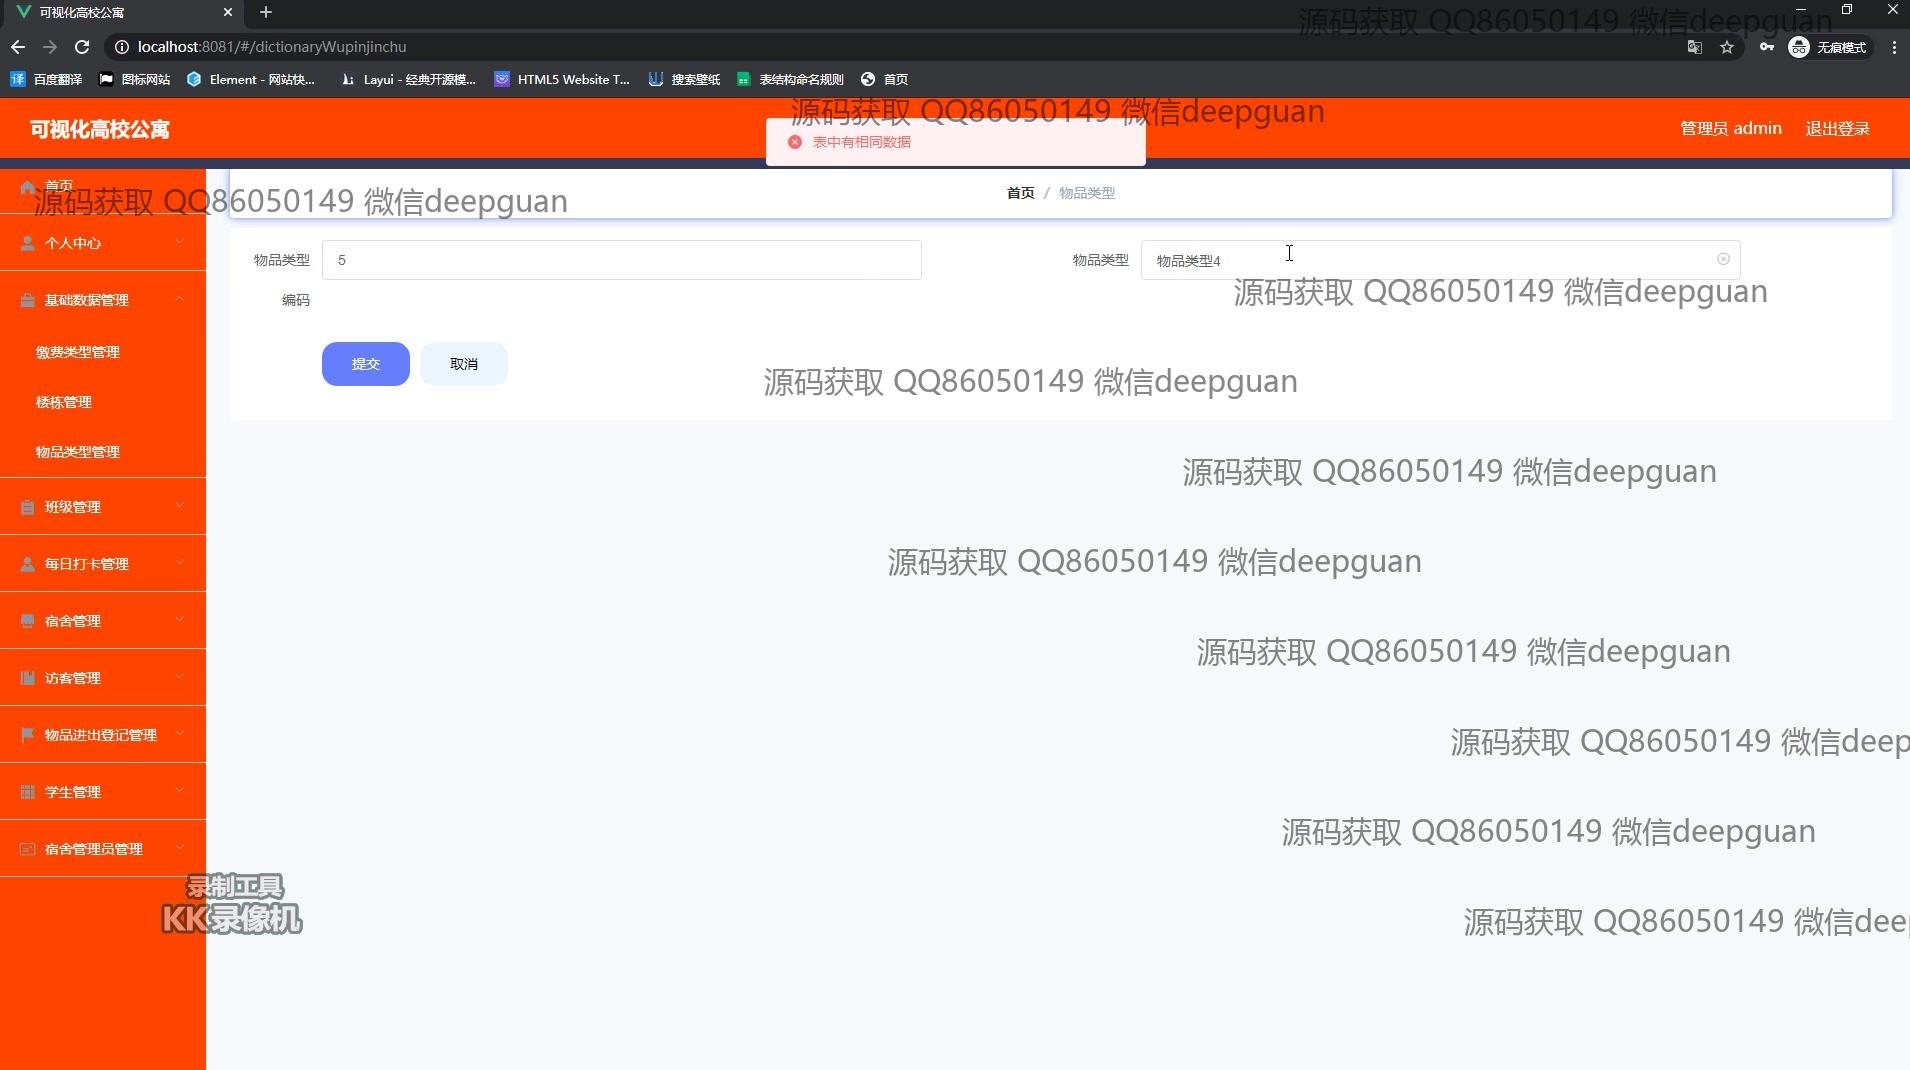 可视化高校公寓
localhost:8081/#/dictionaryWupinjinchu
无痕模式
百度翻译 图标网站 Element - 网站快... Layui - 经典开源模... HTML5 Website T... 搜索壁纸 表结构命名规则 首页
源码获取 QQ86050149 微信deepguan
可视化高校公寓
源码获取 QQ86050149 微信deepguan
表中有相同数据
管理员 admin 退出登录
首页
源码获取 QQ86050149 微信deepguan
首页 / 物品类型
个人中心
物品类型 5
编码
物品类型 物品类型4
源码获取 QQ86050149 微信deepguan
基础数据管理
缴费类型管理
提交 取消
源码获取 QQ86050149 微信deepguan
楼栋管理
物品类型管理
源码获取 QQ86050149 微信deepguan
班级管理
每日打卡管理
源码获取 QQ86050149 微信deepguan
宿舍管理
源码获取 QQ86050149 微信deepguan
访客管理
物品进出登记管理
源码获取 QQ86050149 微信deep
学生管理
源码获取 QQ86050149 微信deepguan
宿舍管理员管理
录制工具
KK录像机
源码获取 QQ86050149 微信deep